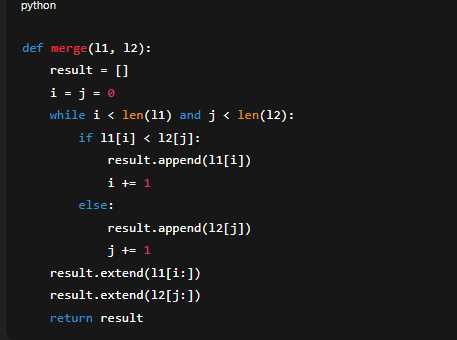 python
def merge(l1, l2):
    result = []
    i = j = 0
    while i < len(l1) and j < len(l2):
        if l1[i] < l2[j]:
            result.append(l1[i])
            i += 1
        else:
            result.append(l2[j])
            j += 1
    result.extend(l1[i:])
    result.extend(l2[j:])
    return result